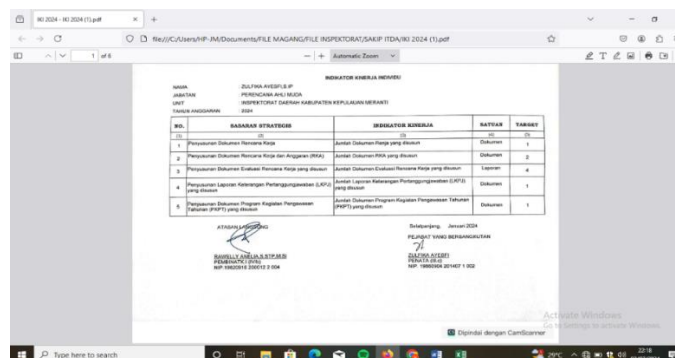 IKI 2024 - IKI 2024 (1).pdf
file:///C:/Users/HP-JM/Documents/FILE MAGANG/FILE INSPEKTORAT/SAKIP ITDA/IKI 2024 (1).pdf
1 of 6
Automatic Zoom
INDIKATOR KINERJA INDIVIDU
NAMA : ZULFIKA AYESFI,S.IP
JABATAN : PERENCANA AHLI MUDA
UNIT : INSPEKTORAT DAERAH KABUPATEN KEPULAUAN MERANTI
TAHUN ANGGARAN : 2024
NO. SASARAN STRATEGIS INDIKATOR KINERJA SATUAN TARGET
(1) (2) (3) (4) (5)
1 Penyusunan Dokumen Rencana Kerja Jumlah Dokumen Renja yang disusun Dokumen 1
2 Penyusunan Dokumen Rencana Kerja dan Anggaran (RKA) Jumlah Dokumen RKA yang disusun Dokumen 2
3 Penyusunan Dokumen Evaluasi Rencana Kerja yang disusun Jumlah Dokumen Evaluasi Rencana Kerja yang disusun Laporan 4
4 Penyusunan Laporan Keterangan Pertanggungjawaban (LKPJ) yang disusun Jumlah Laporan Keterangan Pertanggungjawaban (LKPJ) yang disusun Dokumen 1
5 Penyusunan Dokumen Program Kegiatan Pengawasan Tahunan (PKPT) yang disusun Jumlah Dokumen Program Kegiatan Pengawasan Tahunan (PKPT) yang disusun Dokumen 1
Selatpanjang, Januari 2024
ATASAN LANGSUNG PEJABAT YANG BERSANGKUTAN
RAWELLY AMELIA,S.STP,M.Si ZULFIKA AYESFI
PEMBINA TK I (IV/b) PENATA (III.c)
Activate Windows
Go to Settings to activate Windows.
Dipindai dengan CamScanner
Type here to search
29°C
22:18